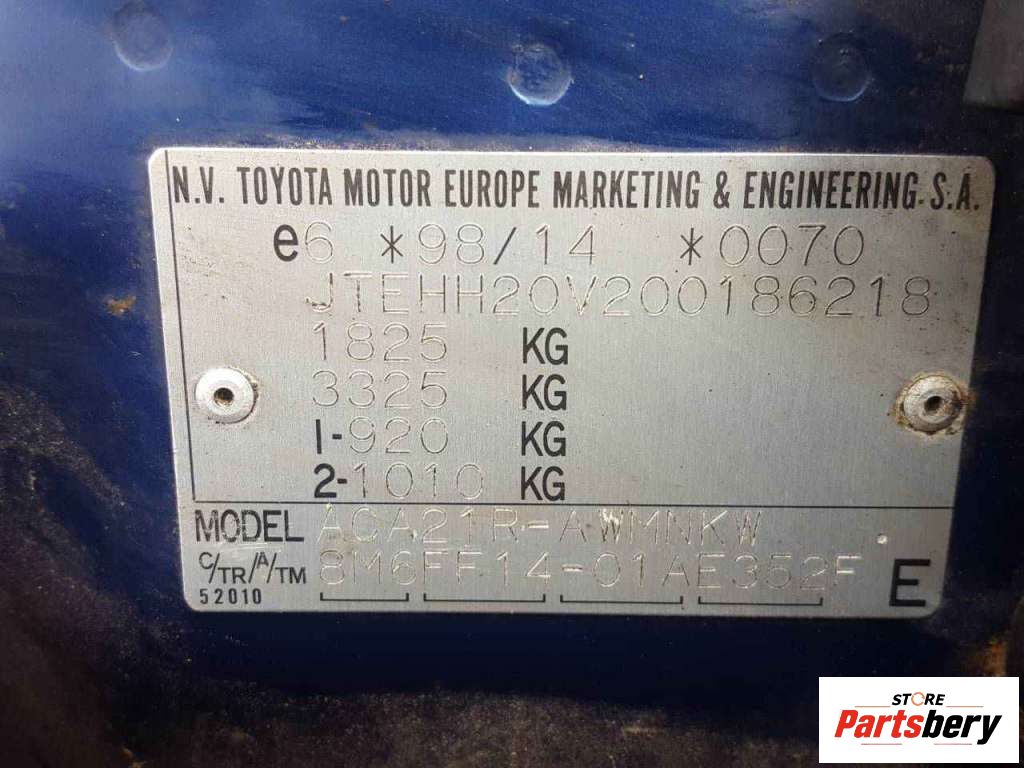 N.V. TOYOTA MOTOR EUROPE MARKETING & ENGINEERING S.A.
e6 *98/14 *0070
JTEHH20V200186218
1825 KG
3325 KG
1-920 KG
2-1010 KG
MODEL ACA21R-AWMNKW
C/TR/A/TM 8M6FF14-01AE352F E
52010
STORE
Partsbery